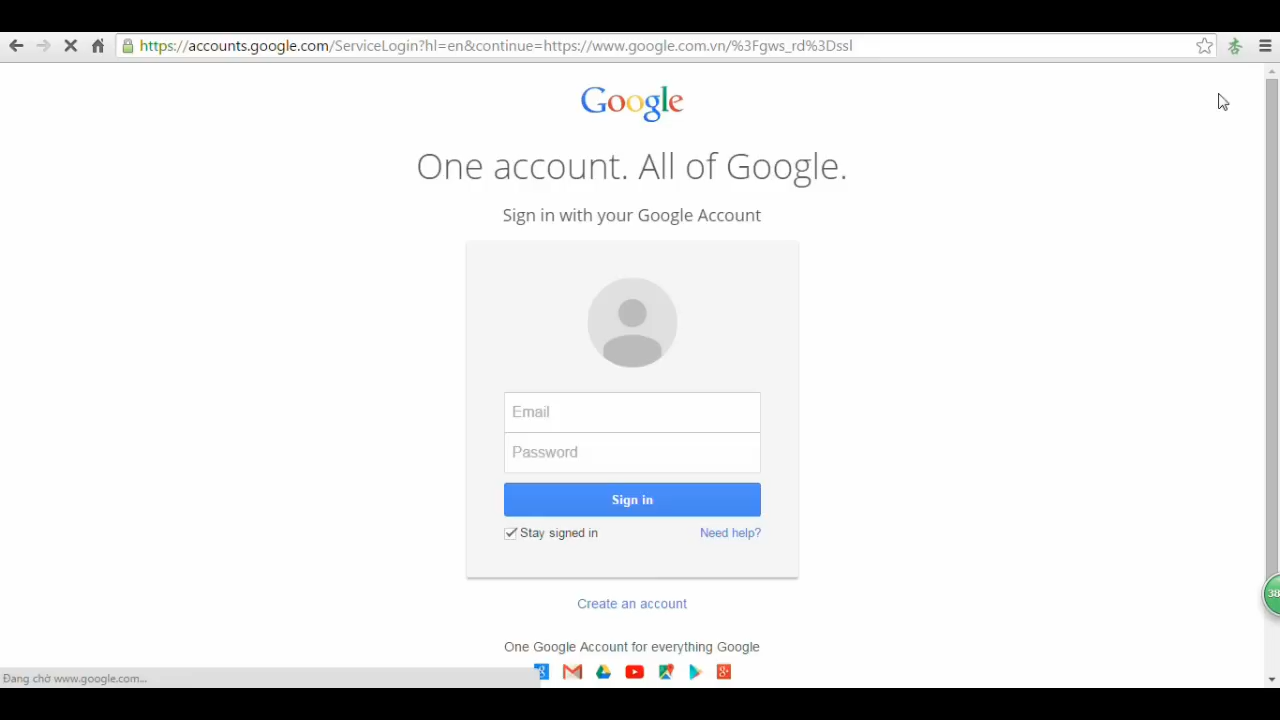 https://accounts.google.com/ServiceLogin?hl=en&continue=https://www.google.com.vn/%3Fgws_rd%3Dssl
Google
One account. All of Google.
Sign in with your Google Account
Email
Password
Sign in
Stay signed in
Need help?
Create an account
One Google Account for everything Google
Đang chờ www.google.com...
38